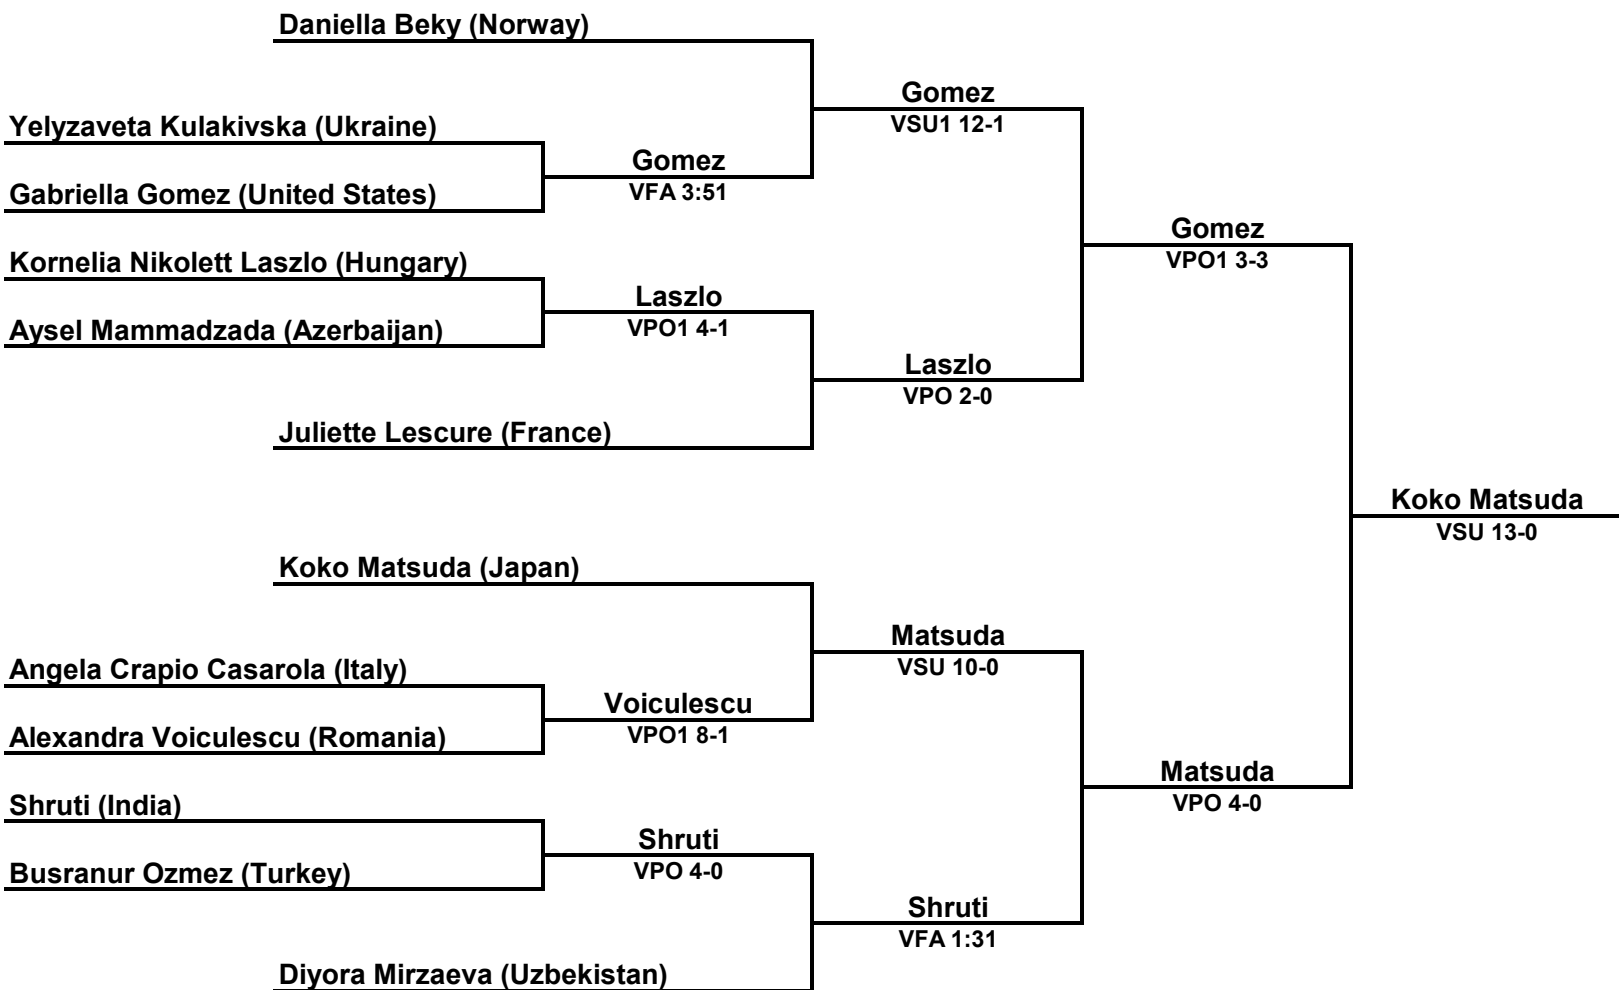 Daniella Beky (Norway)
Gomez
VSU1 12-1
Yelyzaveta Kulakivska (Ukraine)
Gomez
VFA 3:51
Gabriella Gomez (United States)
Gomez
VPO1 3-3
Kornelia Nikolett Laszlo (Hungary)
Laszlo
VPO1 4-1
Aysel Mammadzada (Azerbaijan)
Laszlo
VPO 2-0
Juliette Lescure (France)
Koko Matsuda
VSU 13-0
Koko Matsuda (Japan)
Matsuda
VSU 10-0
Angela Crapio Casarola (Italy)
Voiculescu
VPO1 8-1
Alexandra Voiculescu (Romania)
Matsuda
VPO 4-0
Shruti (India)
Shruti
VPO 4-0
Busranur Ozmez (Turkey)
Shruti
VFA 1:31
Diyora Mirzaeva (Uzbekistan)